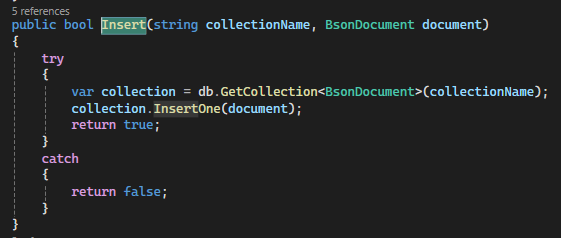 5 references
public bool Insert(string collectionName, BsonDocument document)
{
try
{
var collection = db.GetCollection<BsonDocument>(collectionName);
collection.InsertOne(document);
return true;
}
catch
{
return false;
}
}